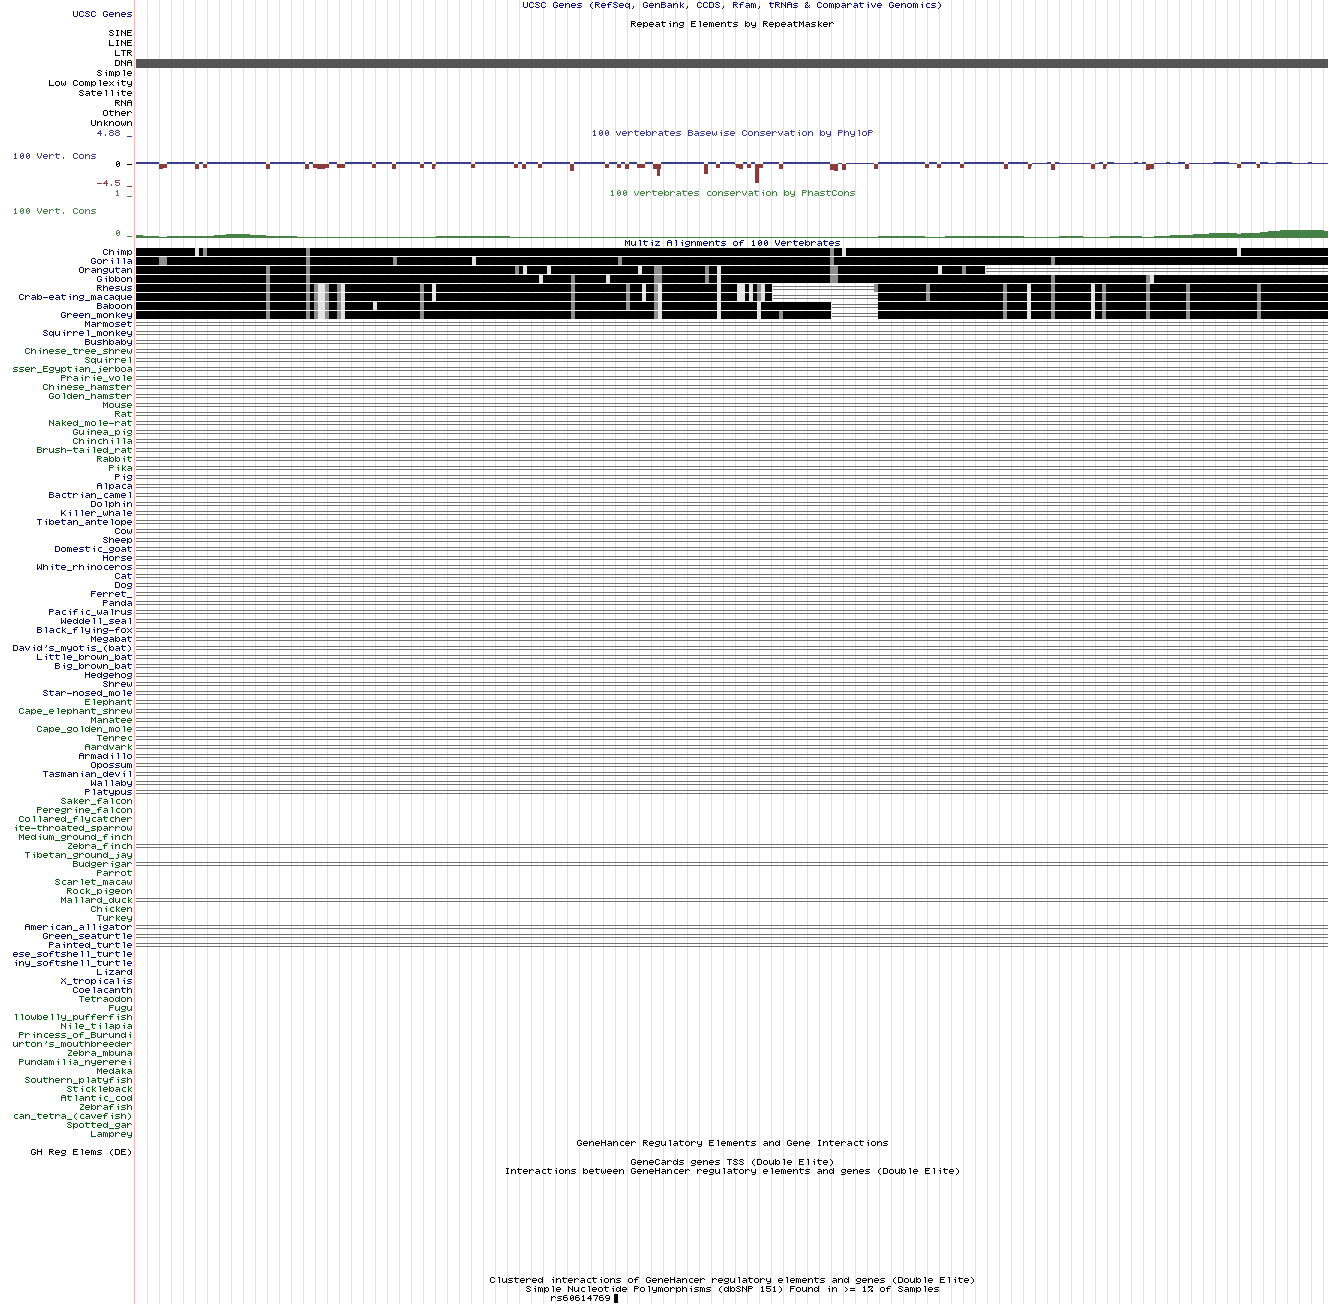 UCSC Genes (RefSeq, GenBank, CCDS, Rfam, tRNAs & Comparative Genomics)
UCSC Genes
Repeating Elements by RepeatMasker
SINE
LINE
LTR
DNA
Simple
Low Complexity
Satellite
RNA
Other
Unknown
4.88 _
100 vertebrates Basewise Conservation by PhyloP
100 Vert. Cons
0 _
-4.5 _
1 _
100 vertebrates conservation by PhastCons
100 Vert. Cons
0 _
Multiz Alignments of 100 Vertebrates
Chimp
Gorilla
Orangutan
Gibbon
Rhesus
Crab-eating_macaque
Baboon
Green_monkey
Marmoset
Squirrel_monkey
Bushbaby
Chinese_tree_shrew
Squirrel
sser_Egyptian_jerboa
Prairie_vole
Chinese_hamster
Golden_hamster
Mouse
Rat
Naked_mole-rat
Guinea_pig
Chinchilla
Brush-tailed_rat
Rabbit
Pika
Pig
Alpaca
Bactrian_camel
Dolphin
Killer_whale
Tibetan_antelope
Cow
Sheep
Domestic_goat
Horse
White_rhinoceros
Cat
Dog
Ferret_
Panda
Pacific_walrus
Weddell_seal
Black_flying-fox
Megabat
David's_myotis_(bat)
Little_brown_bat
Big_brown_bat
Hedgehog
Shrew
Star-nosed_mole
Elephant
Cape_elephant_shrew
Manatee
Cape_golden_mole
Tenrec
Aardvark
Armadillo
Opossum
Tasmanian_devil
Wallaby
Platypus
Saker_falcon
Peregrine_falcon
Collared_flycatcher
ite-throated_sparrow
Medium_ground_finch
Zebra_finch
Tibetan_ground_jay
Budgerigar
Parrot
Scarlet_macaw
Rock_pigeon
Mallard_duck
Chicken
Turkey
American_alligator
Green_seaturtle
Painted_turtle
ese_softshell_turtle
iny_softshell_turtle
Lizard
X_tropicalis
Coelacanth
Tetraodon
Fugu
llowbelly_pufferfish
Nile_tilapia
Princess_of_Burundi
urton's_mouthbreeder
Zebra_mbuna
Pundamilia_nyererei
Medaka
Southern_platyfish
Stickleback
Atlantic_cod
Zebrafish
can_tetra_(cavefish)
Spotted_gar
Lamprey
GeneHancer Regulatory Elements and Gene Interactions
GH Reg Elems (DE)
GeneCards genes TSS (Double Elite)
Interactions between GeneHancer regulatory elements and genes (Double Elite)
Clustered interactions of GeneHancer regulatory elements and genes (Double Elite)
Simple Nucleotide Polymorphisms (dbSNP 151) Found in >= 1% of Samples
rs60614769